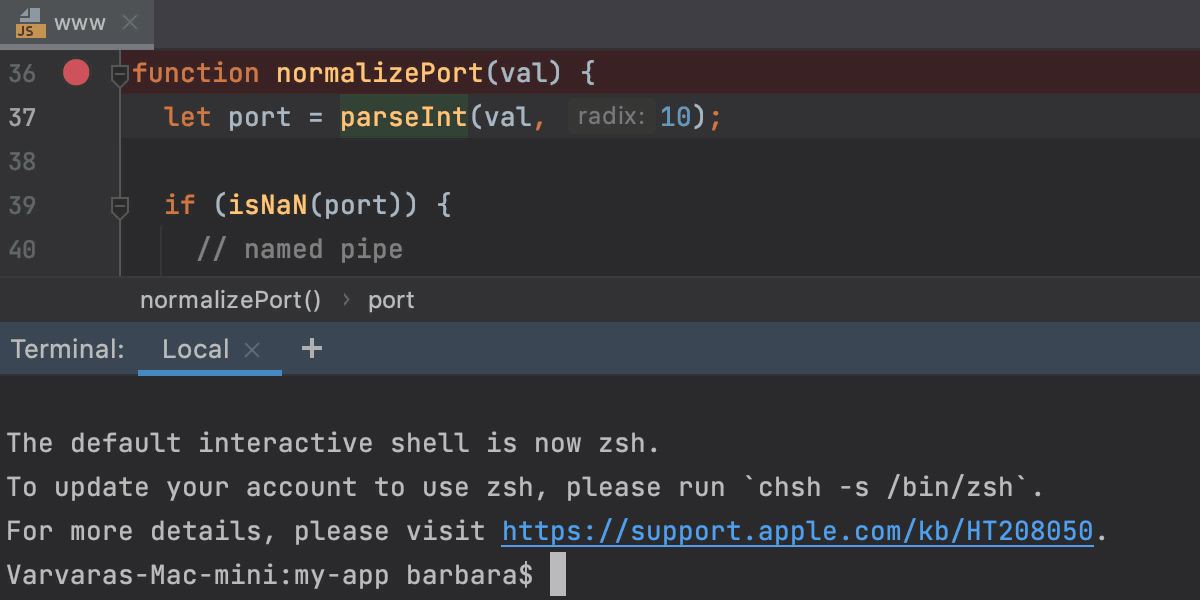 JS www
36 function normalizePort(val) {
37 let port = parseInt(val, radix: 10);
38
39 if (isNaN(port)) {
40 // named pipe
normalizePort() › port
Terminal: Local × +
The default interactive shell is now zsh.
To update your account to use zsh, please run `chsh -s /bin/zsh`.
For more details, please visit https://support.apple.com/kb/HT208050.
Varvaras-Mac-mini:my-app barbara$